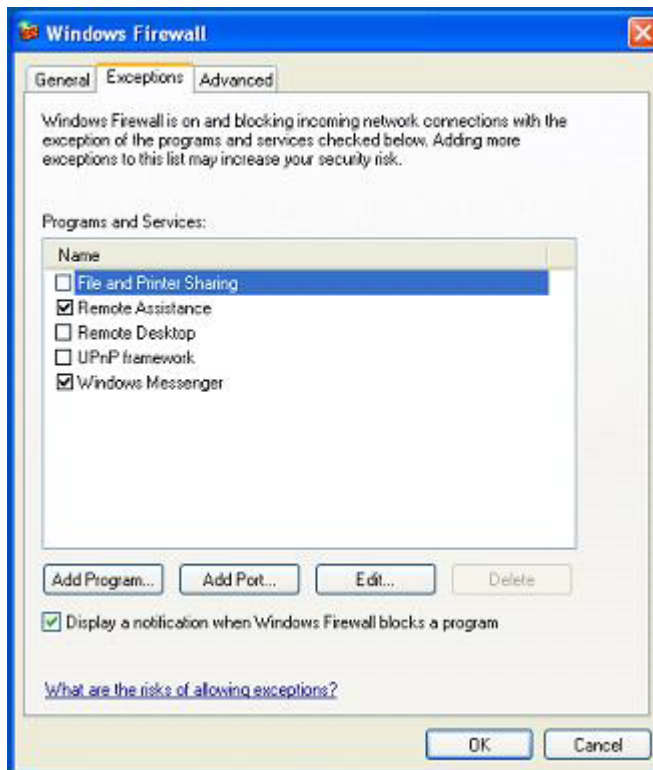 Windows Firewall
General Exceptions Advanced
Windows Firewall is on and blocking incoming network connections with the
exception of the programs and services checked below. Adding more
exceptions to this list may increase your security risk.
Programs and Services:
Name
File and Printer Sharing
Remote Assistance
Remote Desktop
UPnP framework
Windows Messenger
Add Program... Add Port... Edit... Delete
Display a notification when Windows Firewall blocks a program
What are the risks of allowing exceptions?
OK Cancel